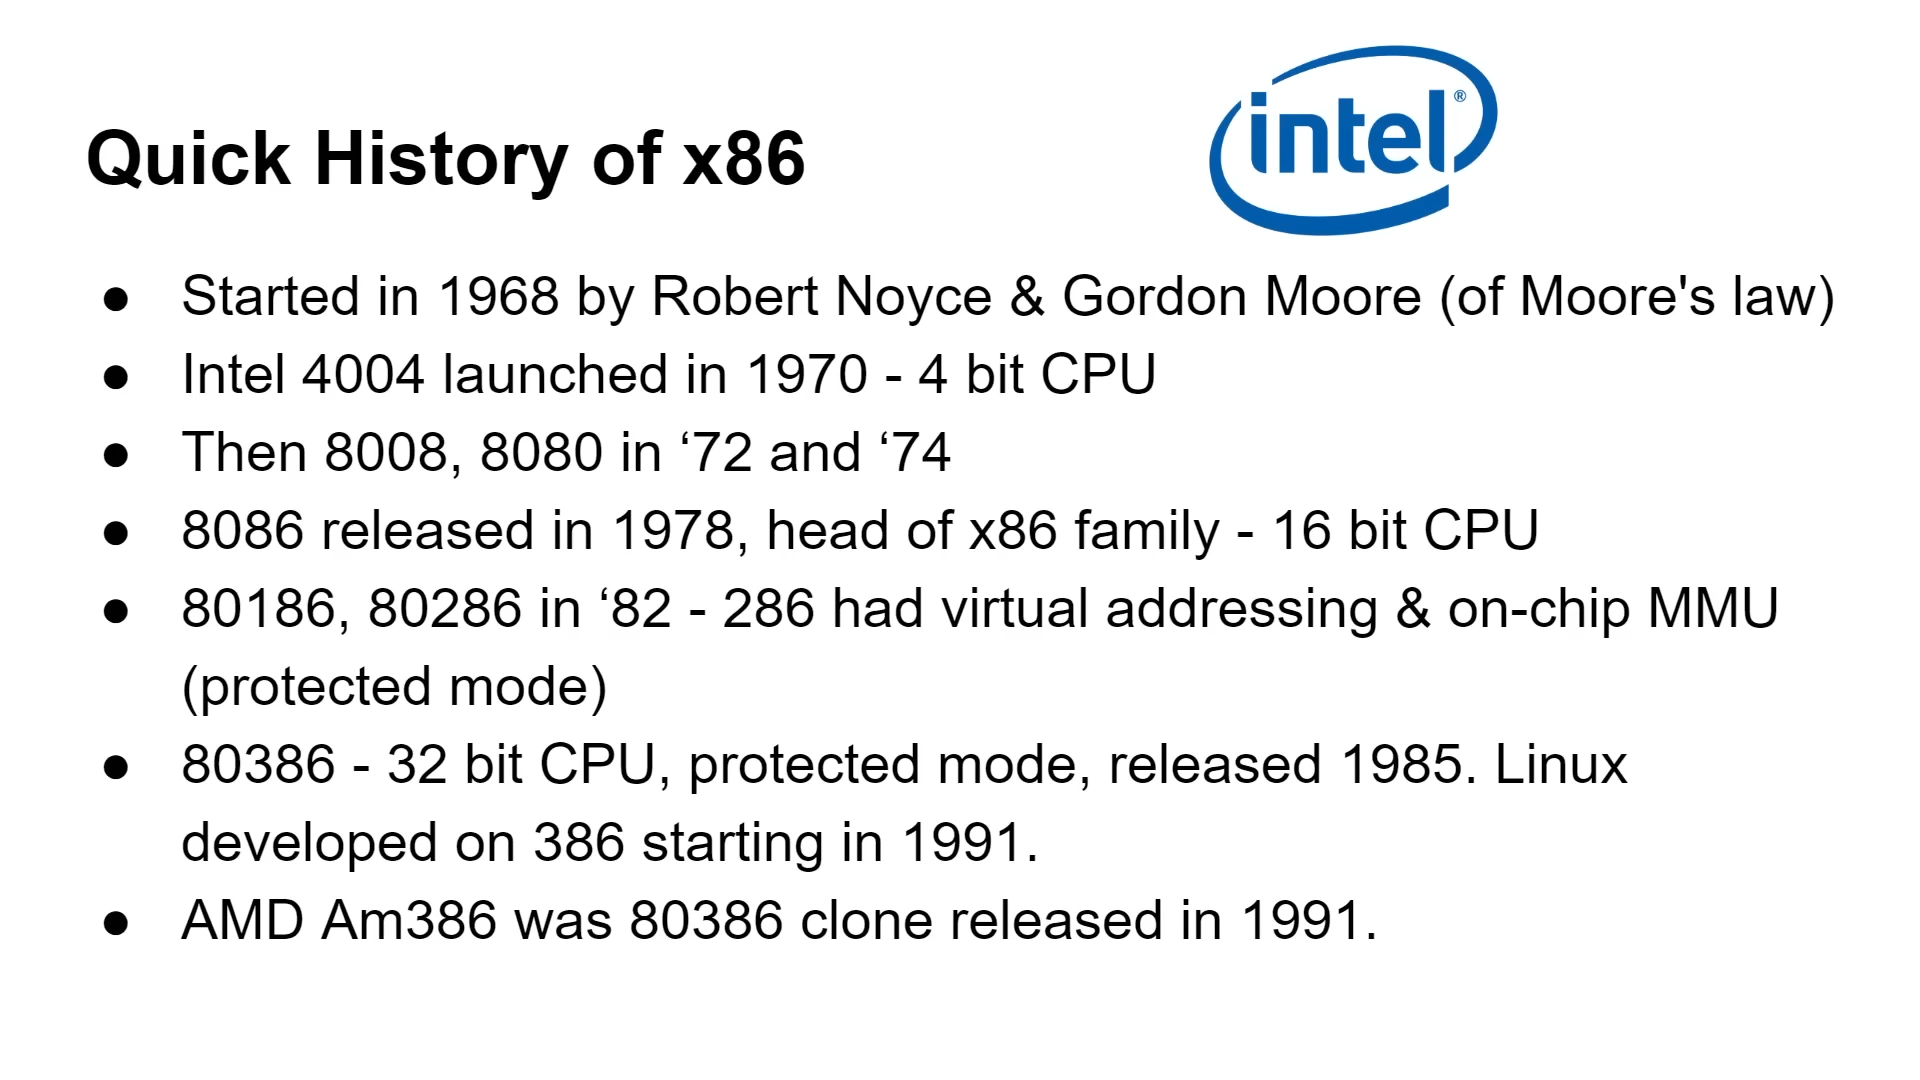 intel®
Quick History of x86
● Started in 1968 by Robert Noyce & Gordon Moore (of Moore's law)
● Intel 4004 launched in 1970 - 4 bit CPU
● Then 8008, 8080 in ‘72 and ‘74
● 8086 released in 1978, head of x86 family - 16 bit CPU
● 80186, 80286 in ‘82 - 286 had virtual addressing & on-chip MMU
(protected mode)
● 80386 - 32 bit CPU, protected mode, released 1985. Linux
developed on 386 starting in 1991.
● AMD Am386 was 80386 clone released in 1991.